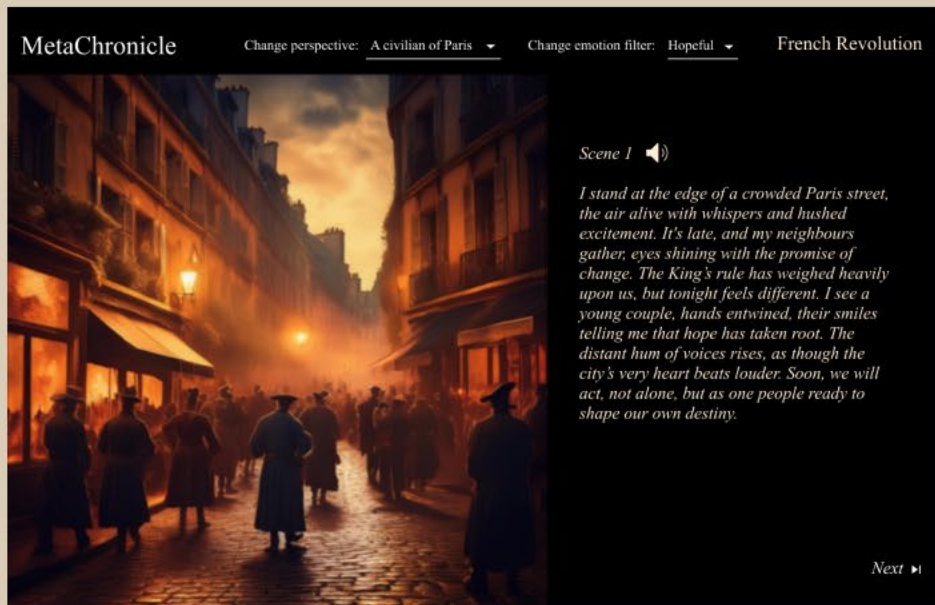 MetaChronicle
Change perspective: A civilian of Paris
Change emotion filter: Hopeful
French Revolution
Scene 1
I stand at the edge of a crowded Paris street,
the air alive with whispers and hushed
excitement. It's late, and my neighbours
gather, eyes shining with the promise of
change. The King's rule has weighed heavily
upon us, but tonight feels different. I see a
young couple, hands entwined, their smiles
telling me that hope has taken root. The
distant hum of voices rises, as though the
city's very heart beats louder. Soon, we will
act, not alone, but as one people ready to
shape our own destiny.
Next